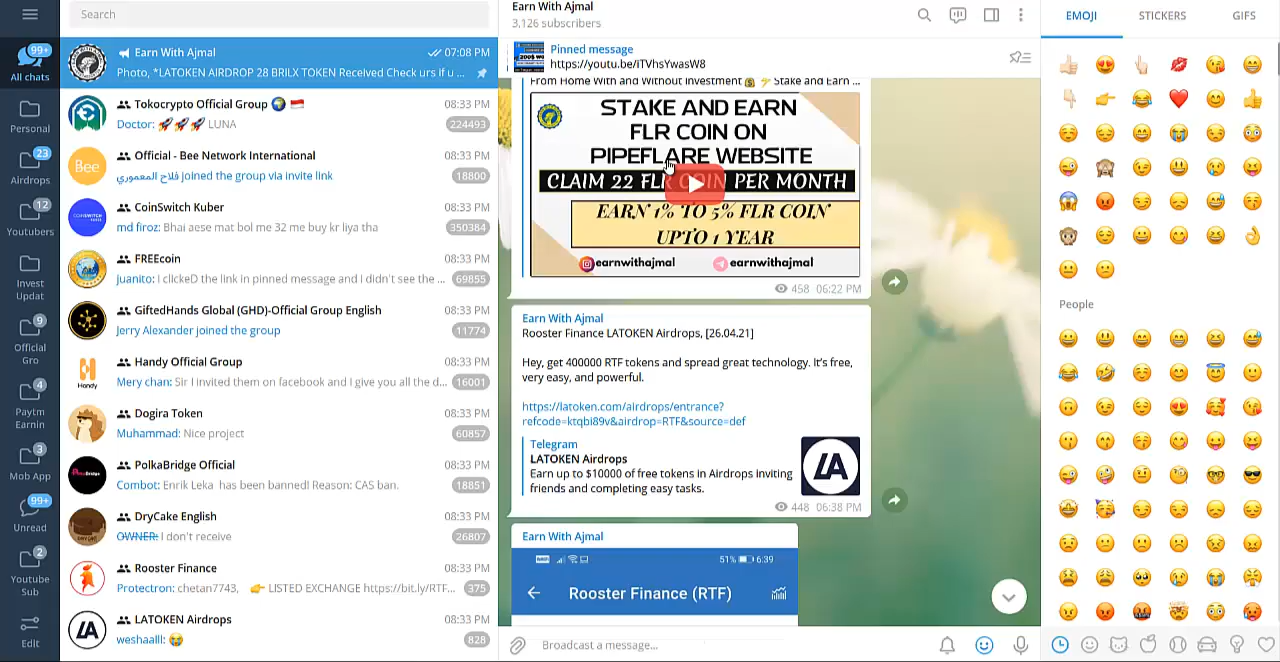 Search
99+
All chats
Personal
23
Airdrops
12
Youtubers
Invest
Updat
9
Official
Gro
4
Paytm
Earnin
3
Mob App
99+
Unread
2
Youtube
Sub
Edit
Earn With Ajmal
07:08 PM
Photo, *LATOKEN AIRDROP 28 BRILX TOKEN Received Check urs If u ...
Tokocrypto Official Group
08:33 PM
Doctor: 🚀🚀🚀 LUNA
224493
Bee
Official - Bee Network International
08:33 PM
فلاح المعموري joined the group via invite link
18800
COINSWITCH
KUBER
CoinSwitch Kuber
08:33 PM
md firoz: Bhai aese mat bol me 32 me buy kr liya tha
350384
FREEcoin
08:33 PM
Juanito: I clickeD the link in pinned message and I didn't see the ...
69855
GiftedHands Global (GHD)-Official Group English
08:33 PM
Jerry Alexander joined the group
11774
Handy
Handy Official Group
08:33 PM
Mery chan: Sir I invited them on facebook and I give you all the d...
16001
Dogira Token
08:33 PM
Muhammad: Nice project
60857
PolkaBridge
PolkaBridge Official
08:33 PM
Combot: Enrik Leka has been banned! Reason: CAS ban.
18851
DryCake English
08:33 PM
OWNER: I don't receive
26807
Rooster Finance
08:33 PM
Protectron: chetan7743, 👉 LISTED EXCHANGE https://bit.ly/RTF...
375
LA
LATOKEN Airdrops
08:33 PM
weshaalll: 😭
828
Earn With Ajmal
3,126 subscribers
Pinned message
https://youtu.be/ITVhsYwasW8
From Home With and Without Investment 💰 ⚡ Stake and Earn ...
STAKE AND EARN
FLR COIN ON
PIPEFLARE WEBSITE
CLAIM 22 FLR COIN PER MONTH
EARN 1% TO 5% FLR COIN
UPTO 1 YEAR
earnwithajmal
earnwithajmal
458 06:22 PM
Earn With Ajmal
Rooster Finance LATOKEN Airdrops, [26.04.21]
Hey, get 400000 RTF tokens and spread great technology. It's free,
very easy, and powerful.
https://latoken.com/airdrops/entrance?
refcode=ktqbi89v&airdrop=RTF&source=def
Telegram
LATOKEN Airdrops
Earn up to $10000 of free tokens in Airdrops inviting
friends and completing easy tasks.
LA
448 06:38 PM
Earn With Ajmal
51% 6:39
Rooster Finance (RTF)
Broadcast a message...
EMOJI
STICKERS
GIFS
People